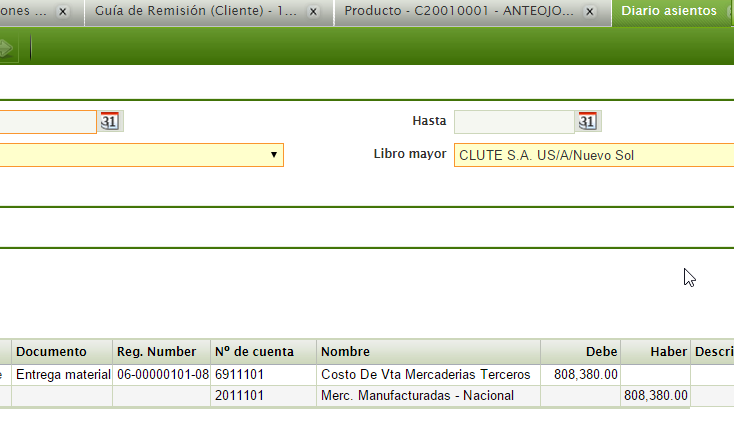 ones ... x Guía de Remisión (Cliente) - 1... x Producto - C20010001 - ANTEOJO... x Diario asientos
31 Hasta 31
Libro mayor CLUTE S.A. US/A/Nuevo Sol
Documento Reg. Number Nº de cuenta Nombre Debe Haber Descri
e Entrega material 06-00000101-08 6911101 Costo De Vta Mercaderias Terceros 808,380.00
2011101 Merc. Manufacturadas - Nacional 808,380.00